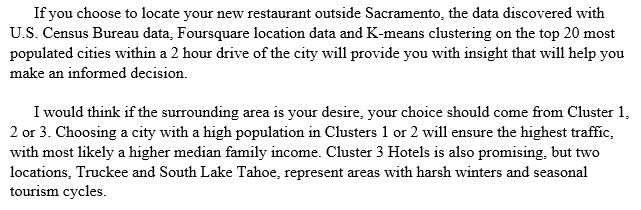 If you choose to locate your new restaurant outside Sacramento, the data discovered with
U.S. Census Bureau data, Foursquare location data and K-means clustering on the top 20 most
populated cities within a 2 hour drive of the city will provide you with insight that will help you
make an informed decision.
I would think if the surrounding area is your desire, your choice should come from Cluster 1,
2 or 3. Choosing a city with a high population in Clusters 1 or 2 will ensure the highest traffic,
with most likely a higher median family income. Cluster 3 Hotels is also promising, but two
locations, Truckee and South Lake Tahoe, represent areas with harsh winters and seasonal
tourism cycles.